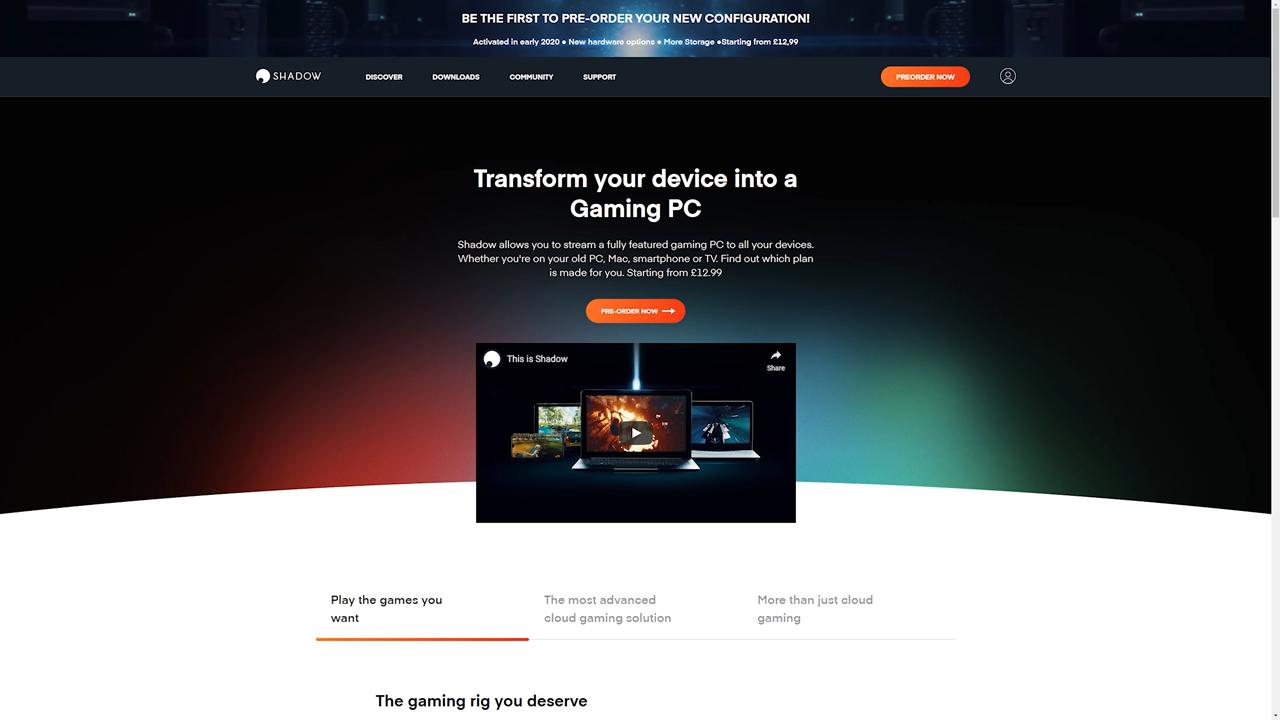 BE THE FIRST TO PRE-ORDER YOUR NEW CONFIGURATION!
Activated in early 2020 ● New hardware options ● More Storage ●Starting from £12,99
SHADOW
DISCOVER
DOWNLOADS
COMMUNITY
SUPPORT
PREORDER NOW
Transform your device into a
Gaming PC
Shadow allows you to stream a fully featured gaming PC to all your devices.
Whether you're on your old PC, Mac, smartphone or TV. Find out which plan
is made for you. Starting from £12.99
PRE-ORDER NOW
This is Shadow
Share
Play the games you
want
The most advanced
cloud gaming solution
More than just cloud
gaming
The gaming rig you deserve